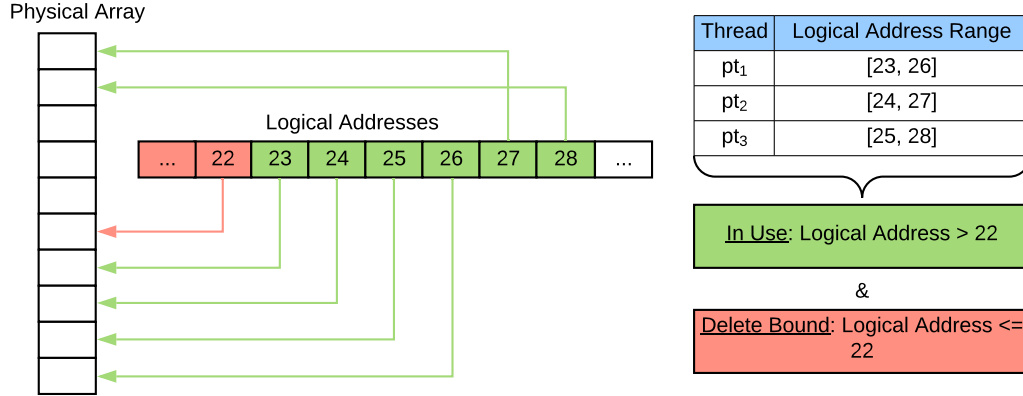 Physical Array
Logical Addresses
... 22 23 24 25 26 27 28 ...
Thread Logical Address Range
pt1 [23, 26]
pt2 [24, 27]
pt3 [25, 28]
In Use: Logical Address > 22
&
Delete Bound: Logical Address <=
22